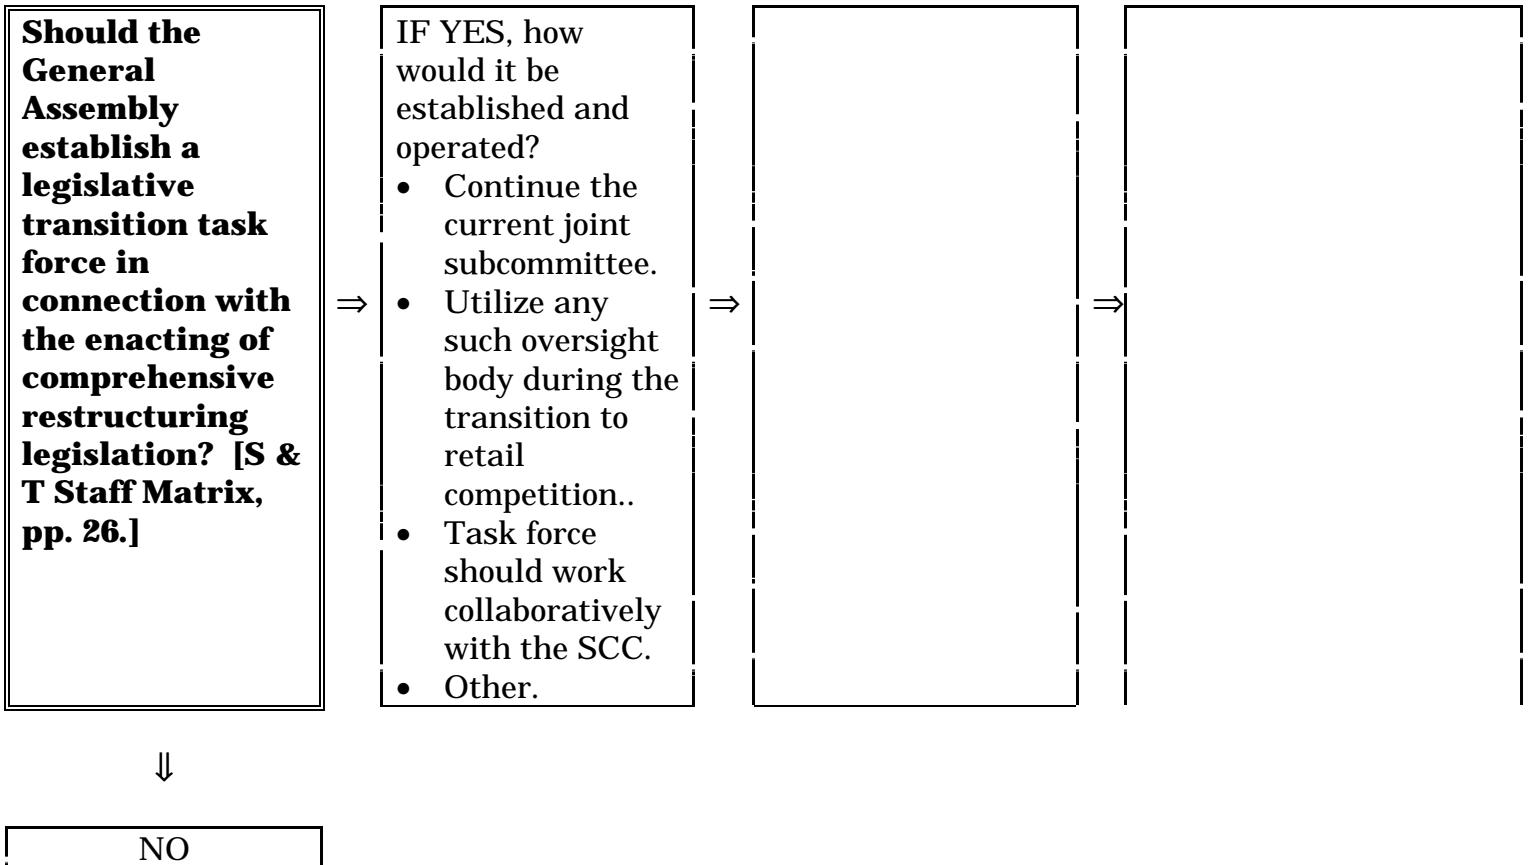 Should the
General
Assembly
establish a
legislative
transition task
force in
connection with
the enacting of
comprehensive
restructuring
legislation?  [S &
T Staff Matrix,
pp. 26.]
⇒
IF YES, how
would it be
established and
operated?
• Continue the
current joint
subcommittee.
• Utilize any
such oversight
body during the
transition to
retail
competition..
• Task force
should work
collaboratively
with the SCC.
• Other.
⇒
⇒
⇓
NO